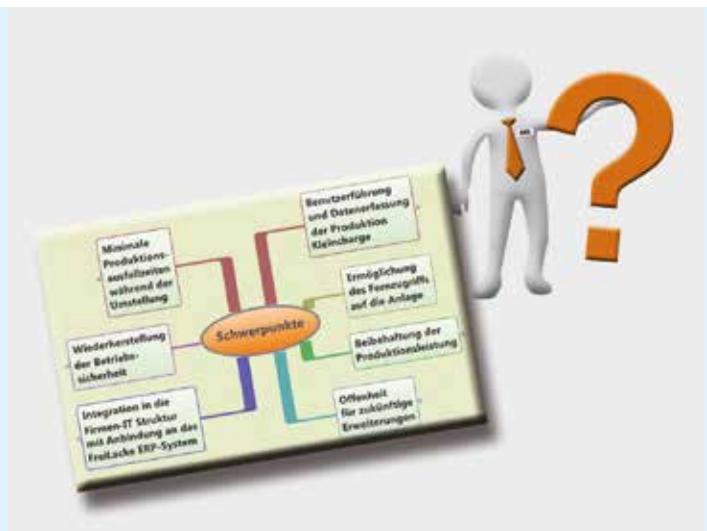 Benutzerführung
und Datenerfassung
der Produktion
Kleincharge
Minimale
Produktions-
ausfallzeiten
während der
Umstellung
Ermöglichung
des Fernzugriffs
auf die Anlage
Schwerpunkte
Wiederherstellung
der Betriebs-
sicherheit
Beibehaltung der
Produktionsleistung
Integration in die
Firmen-IT Struktur
mit Anbindung an das
FreiLacke ERP-System
Offenheit
für zukünftige
Erweiterungen
?